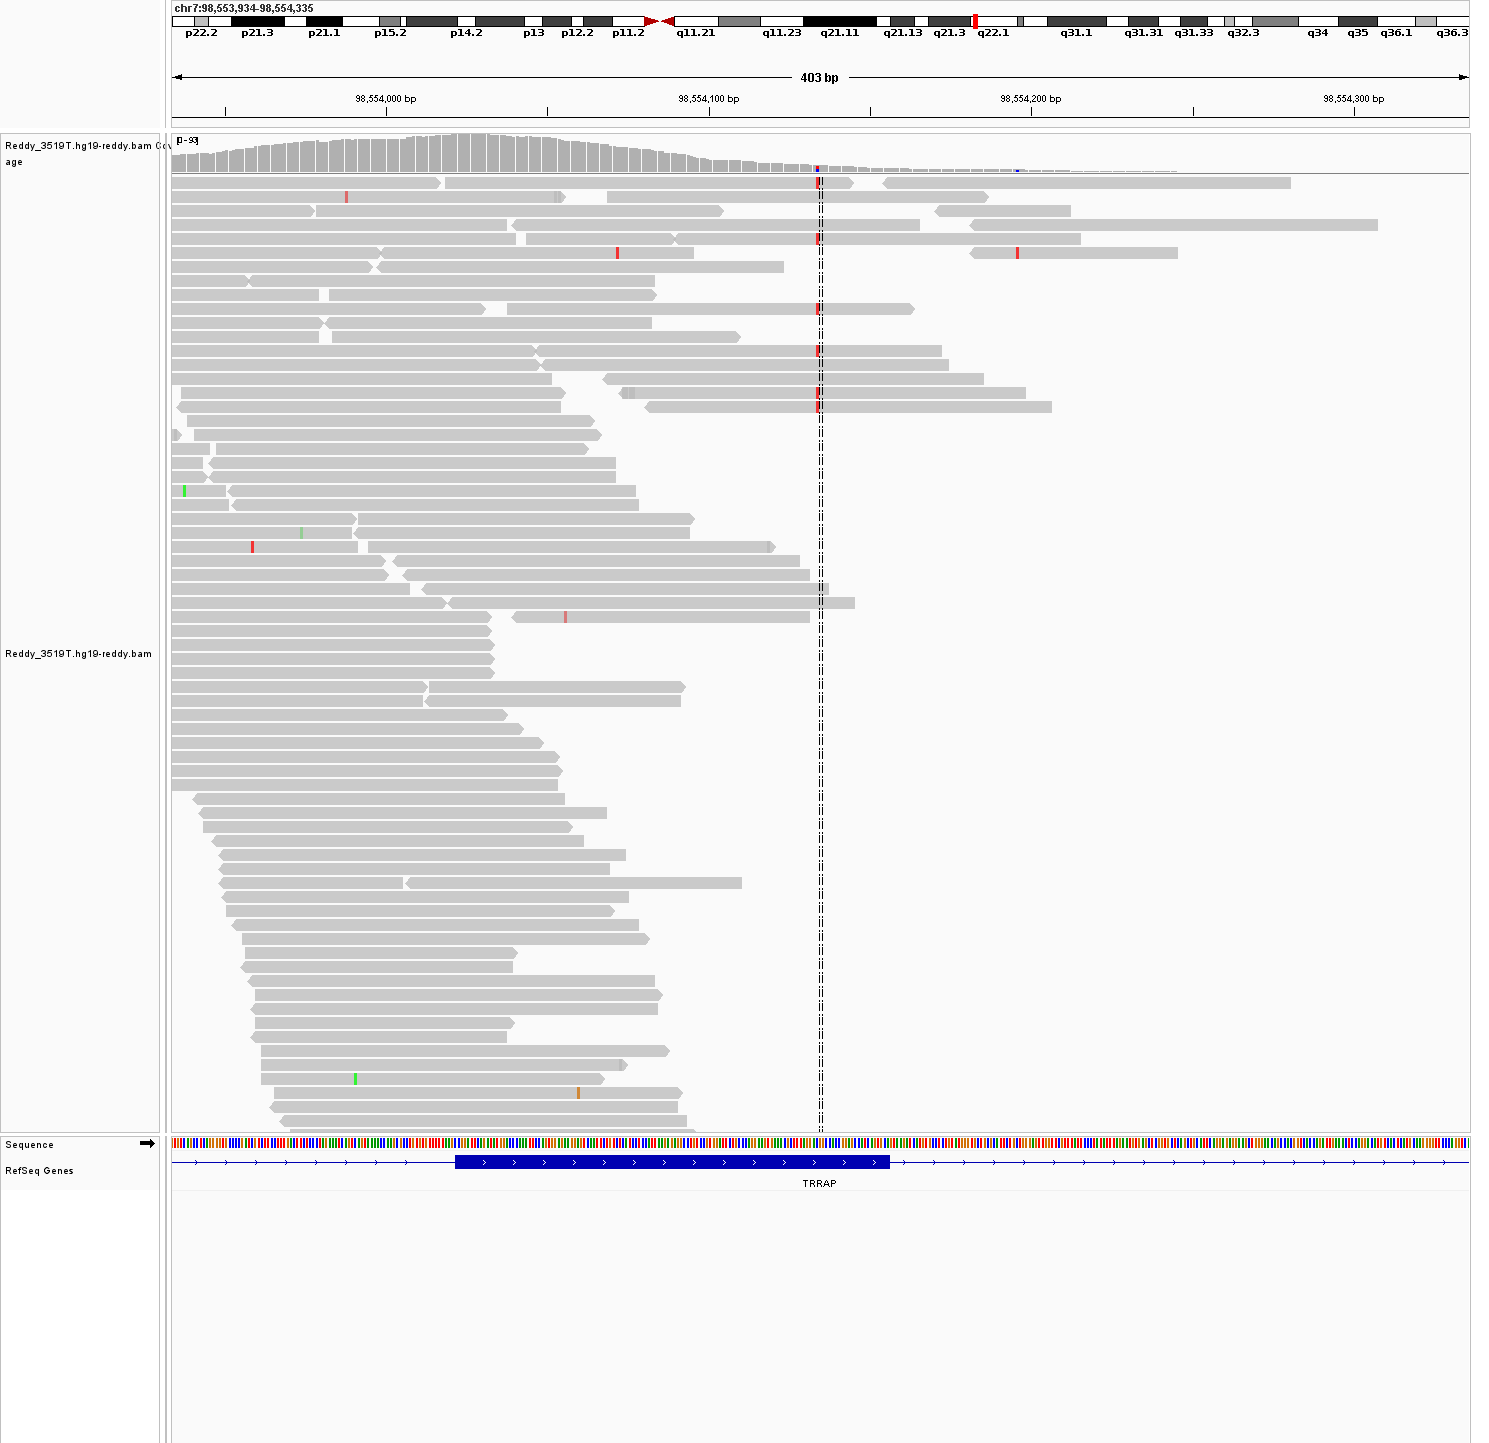 chr7:98,553,934-98,554,335
p22.2 p21.3 p21.1 p15.2 p14.2 p13 p12.2 p11.2 q11.21 q11.23 q21.11 q21.13 q21.3 q22.1 q31.1 q31.31 q31.33 q32.3 q34 q35 q36.1 q36.3
403 bp
98,554,000 bp 98,554,100 bp 98,554,200 bp 98,554,300 bp
[0 - 93]
Reddy_3519T.hg19-reddy.bam Cov
age
Reddy_3519T.hg19-reddy.bam
Sequence
RefSeq Genes
TRRAP